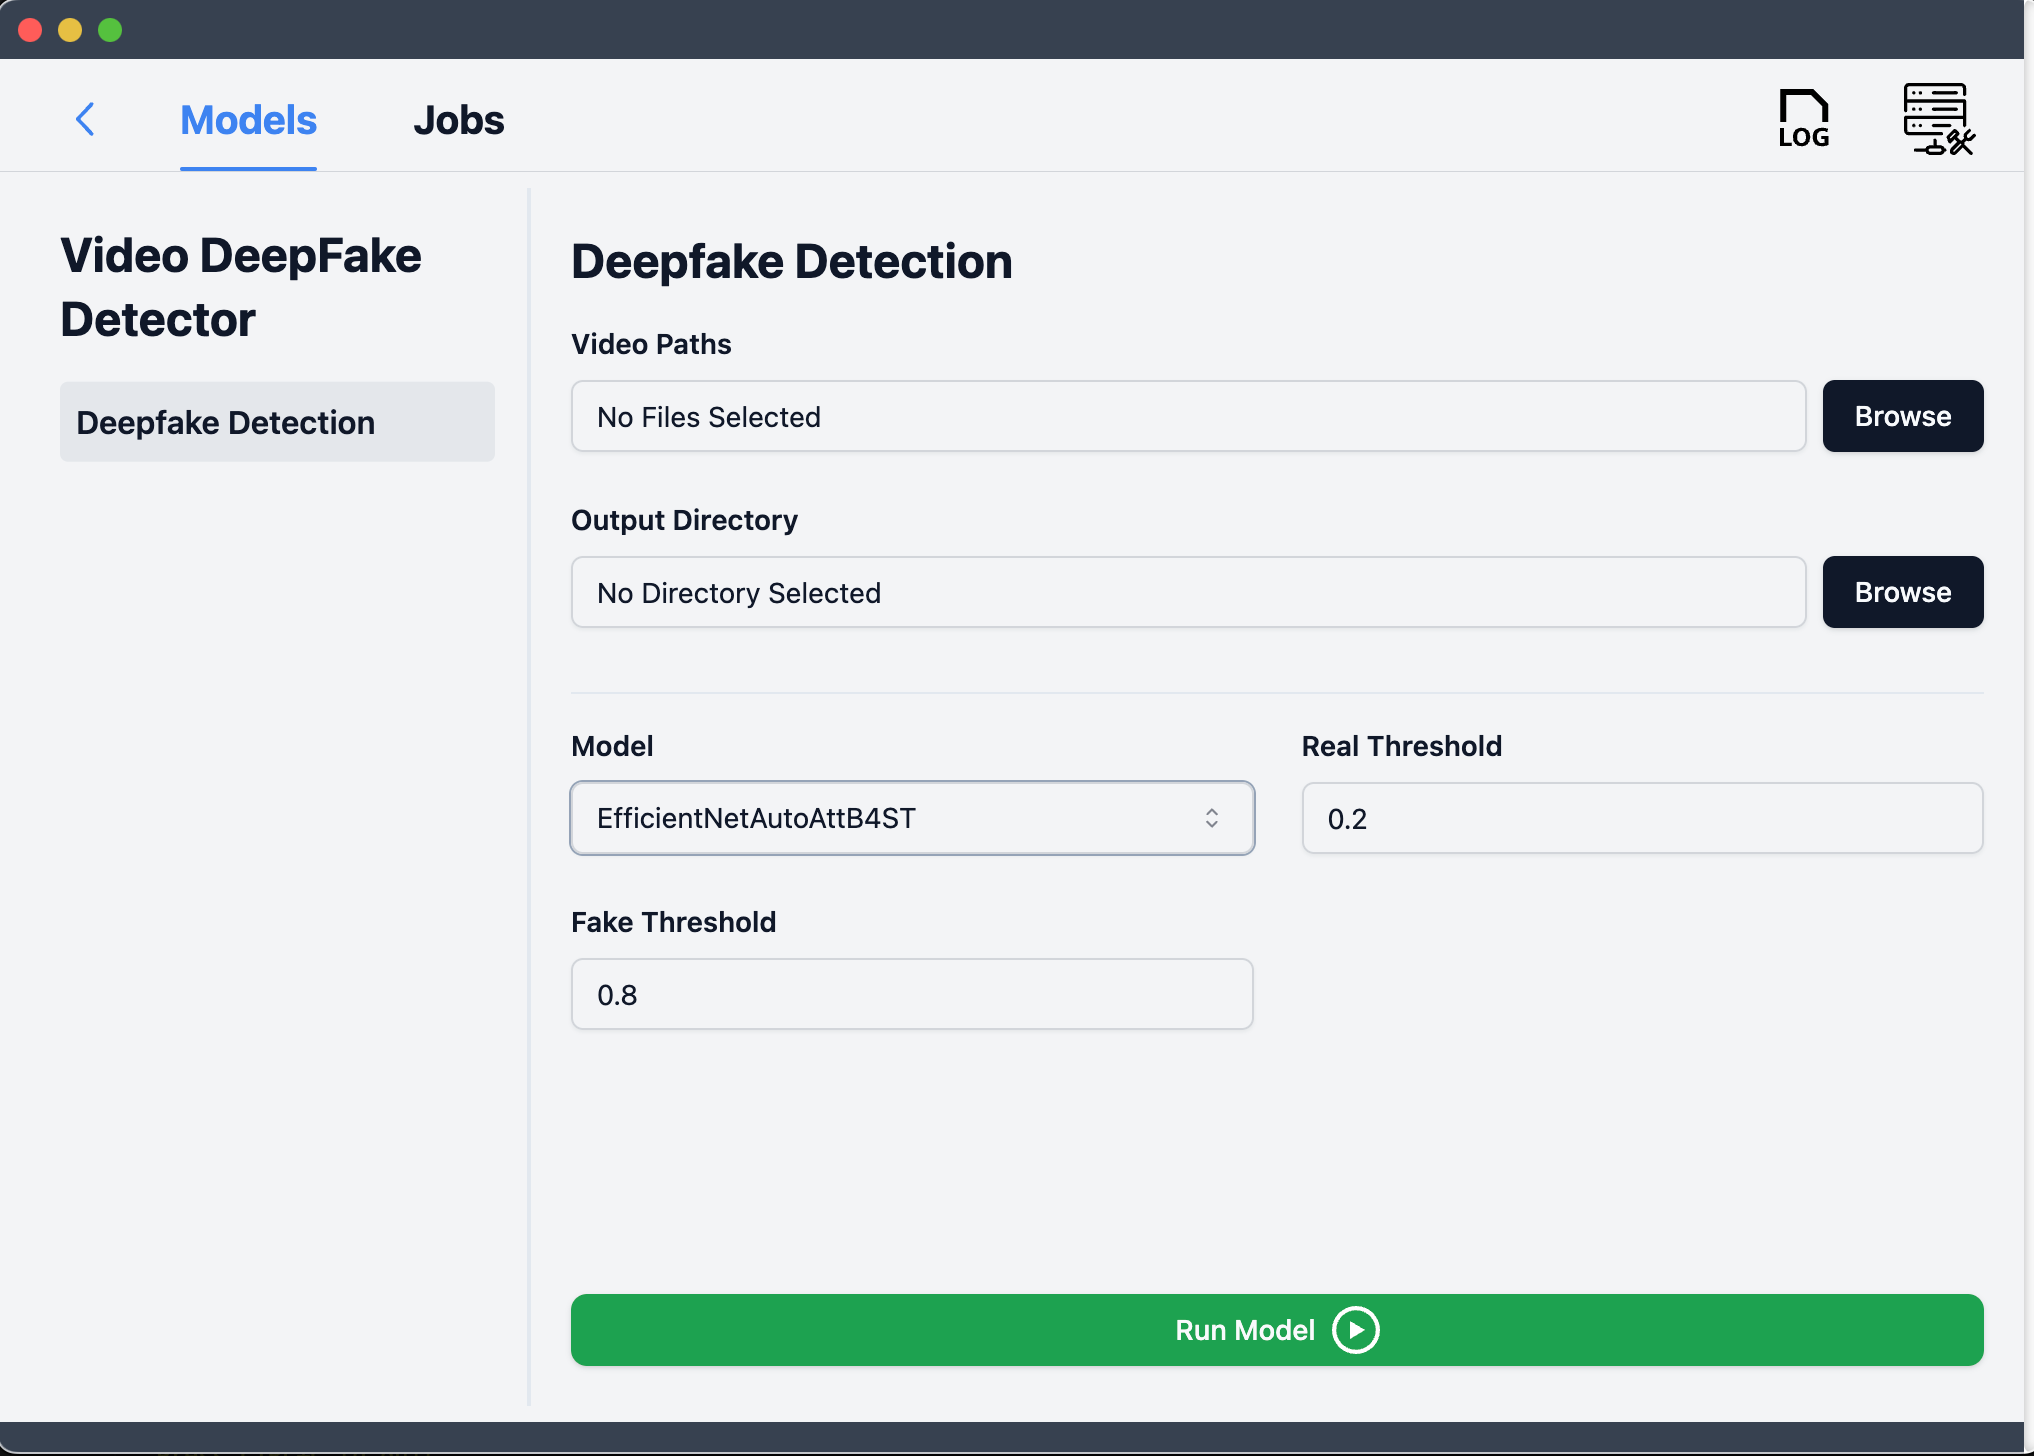 Models
Jobs
LOG
Video DeepFake
Detector
Deepfake Detection
Deepfake Detection
Video Paths
No Files Selected
Browse
Output Directory
No Directory Selected
Browse
Model
Real Threshold
EfficientNetAutoAttB4ST
0.2
Fake Threshold
0.8
Run Model